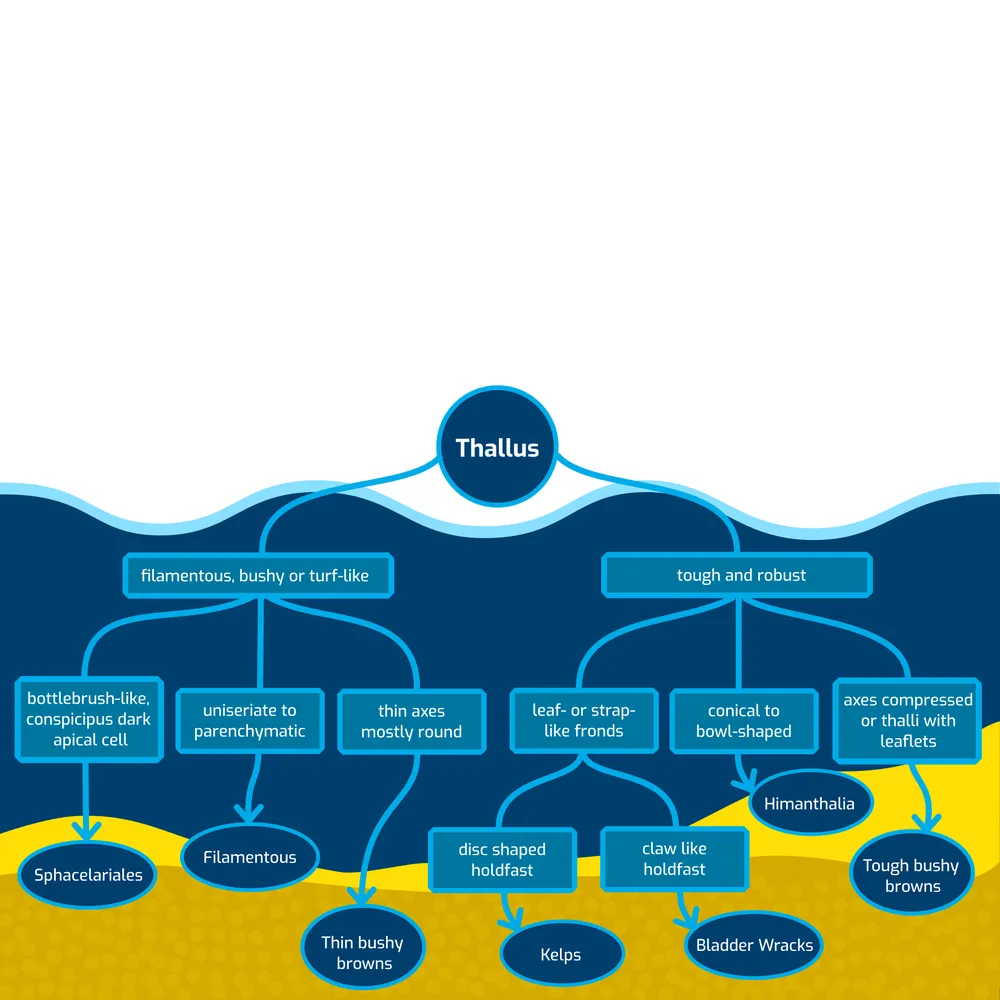 Thallus
filamentous, bushy or turf-like
tough and robust
bottlebrush-like,
conspicipus dark
apical cell
uniseriate to
parenchymatic
thin axes
mostly round
leaf- or strap-
like fronds
conical to
bowl-shaped
axes compressed
or thalli with
leaflets
Himanthalia
disc shaped
holdfast
claw like
holdfast
Sphacelariales
Filamentous
Tough bushy
browns
Thin bushy
browns
Kelps
Bladder Wracks